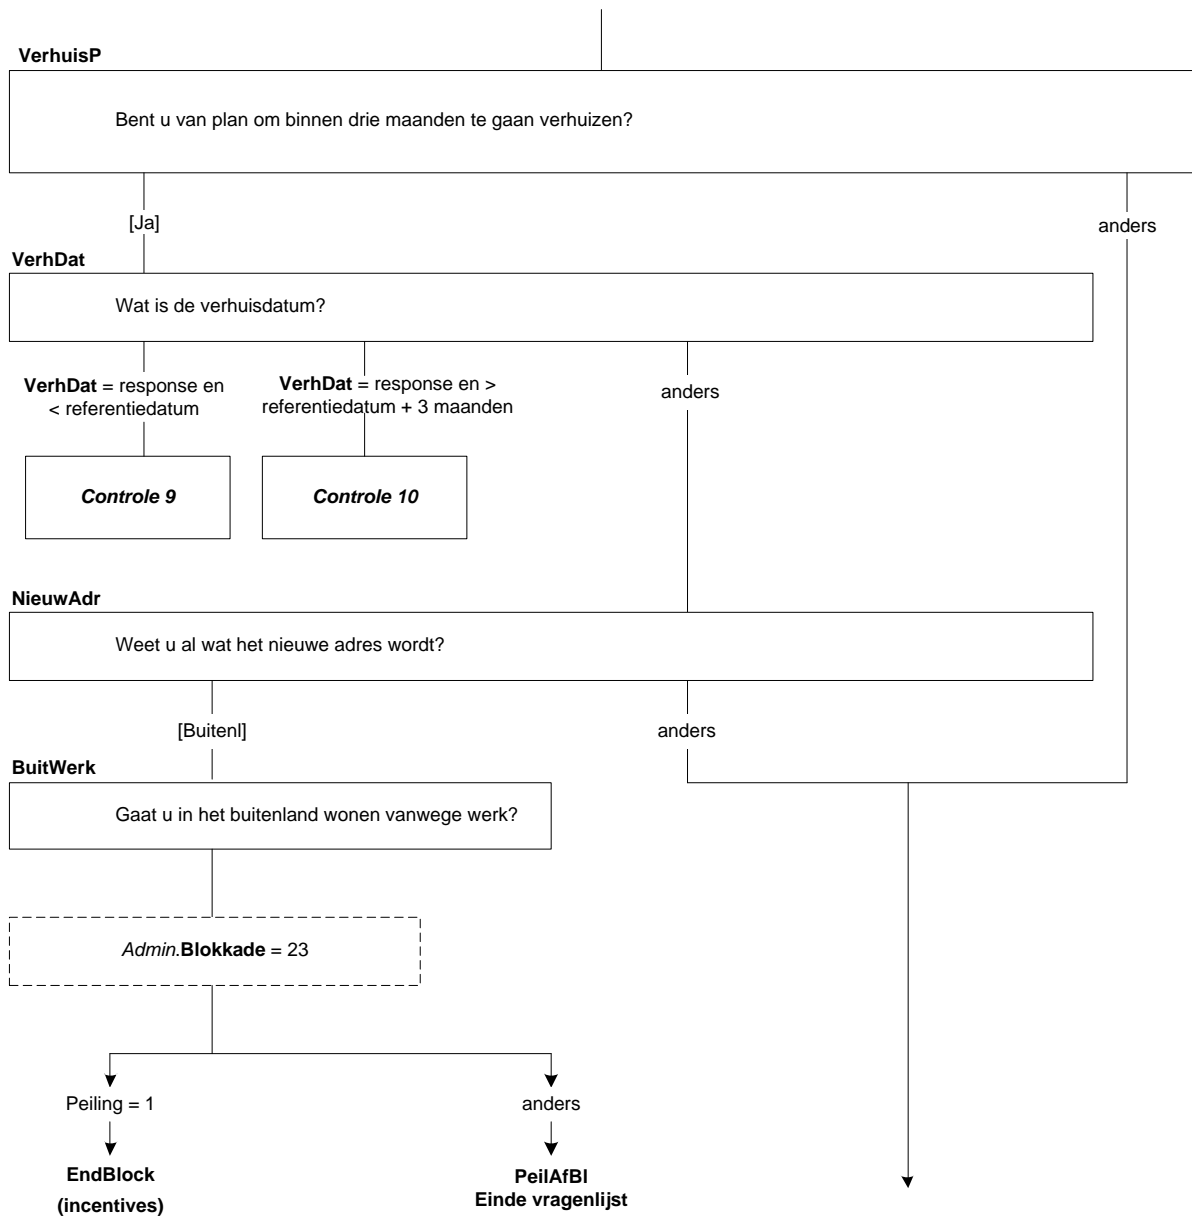 VerhuisP
Bent u van plan om binnen drie maanden te gaan verhuizen?
[Ja]
anders
VerhDat
Wat is de verhuisdatum?
VerhDat = response en
< referentiedatum
VerhDat = response en >
referentiedatum + 3 maanden
anders
Controle 9
Controle 10
NieuwAdr
Weet u al wat het nieuwe adres wordt?
[Buitenl]
anders
BuitWerk
Gaat u in het buitenland wonen vanwege werk?
Admin.Blokkade = 23
Peiling = 1
anders
EndBlock
(incentives)
PeilAfBl
Einde vragenlijst